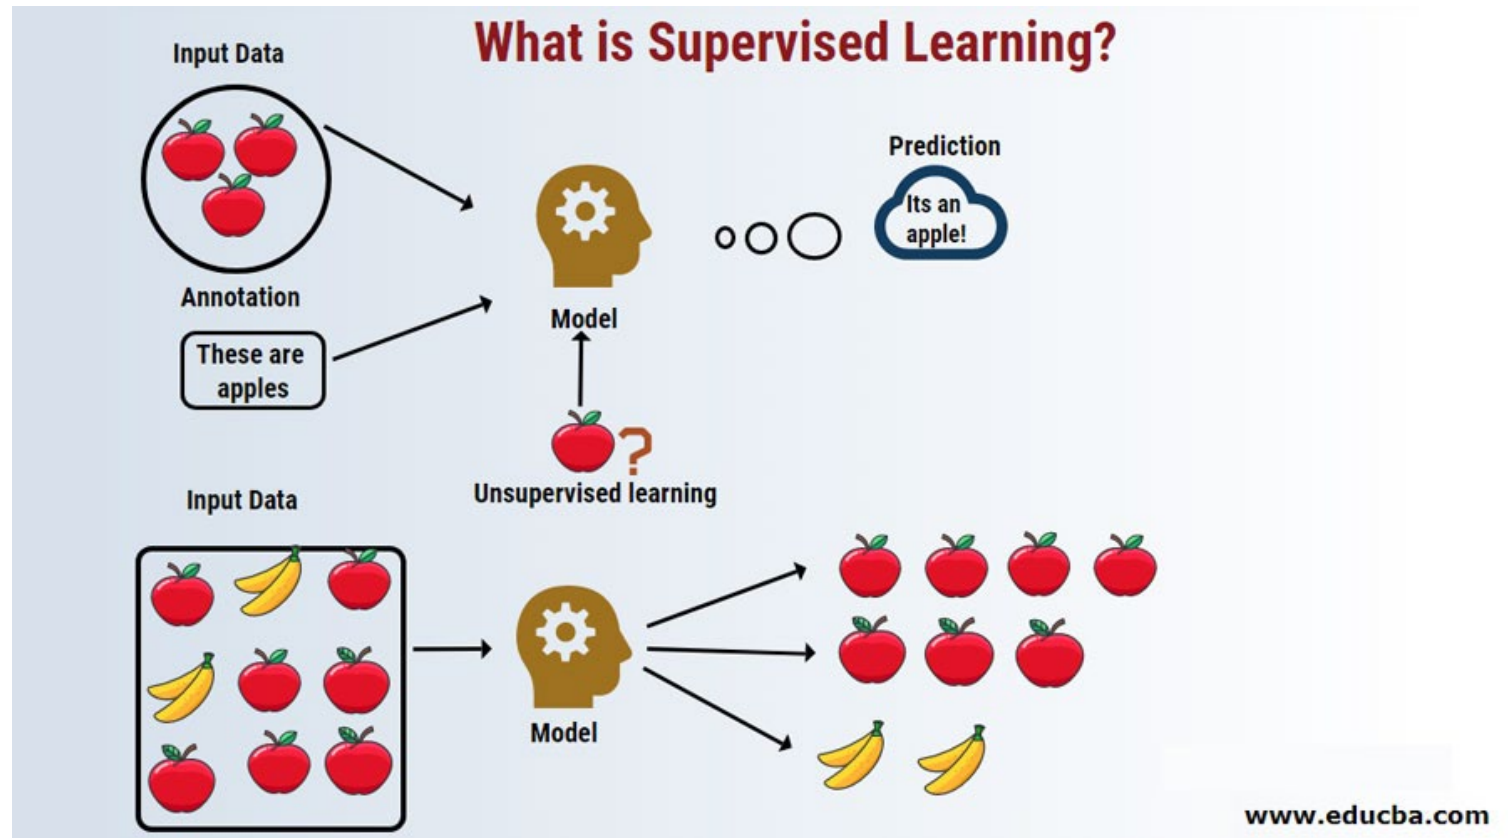 What is Supervised Learning?
Input Data
Prediction
Its an
apple!
Annotation
These are
apples
Model
?
Unsupervised learning
Input Data
Model
www.educba.com